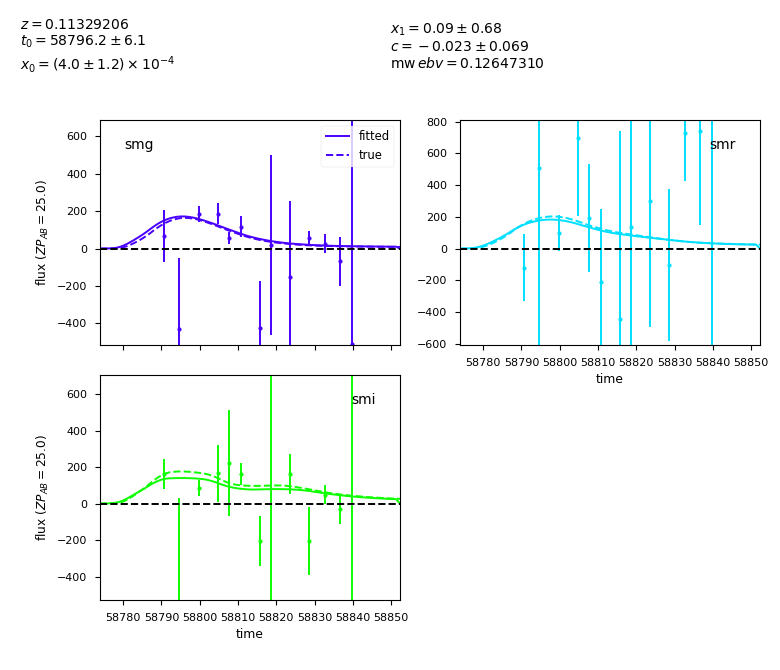 z = 0.11329206
t0 = 58796.2 ± 6.1
x0 = (4.0 ± 1.2) × 10^-4
x1 = 0.09 ± 0.68
c = −0.023 ± 0.069
mw ebv = 0.12647310
smg
fitted
true
600
400
200
0
−200
−400
flux (ZP_AB = 25.0)
smr
800
600
400
200
0
−200
−400
−600
58780 58790 58800 58810 58820 58830 58840 58850
time
smi
600
400
200
0
−200
−400
flux (ZP_AB = 25.0)
58780 58790 58800 58810 58820 58830 58840 58850
time